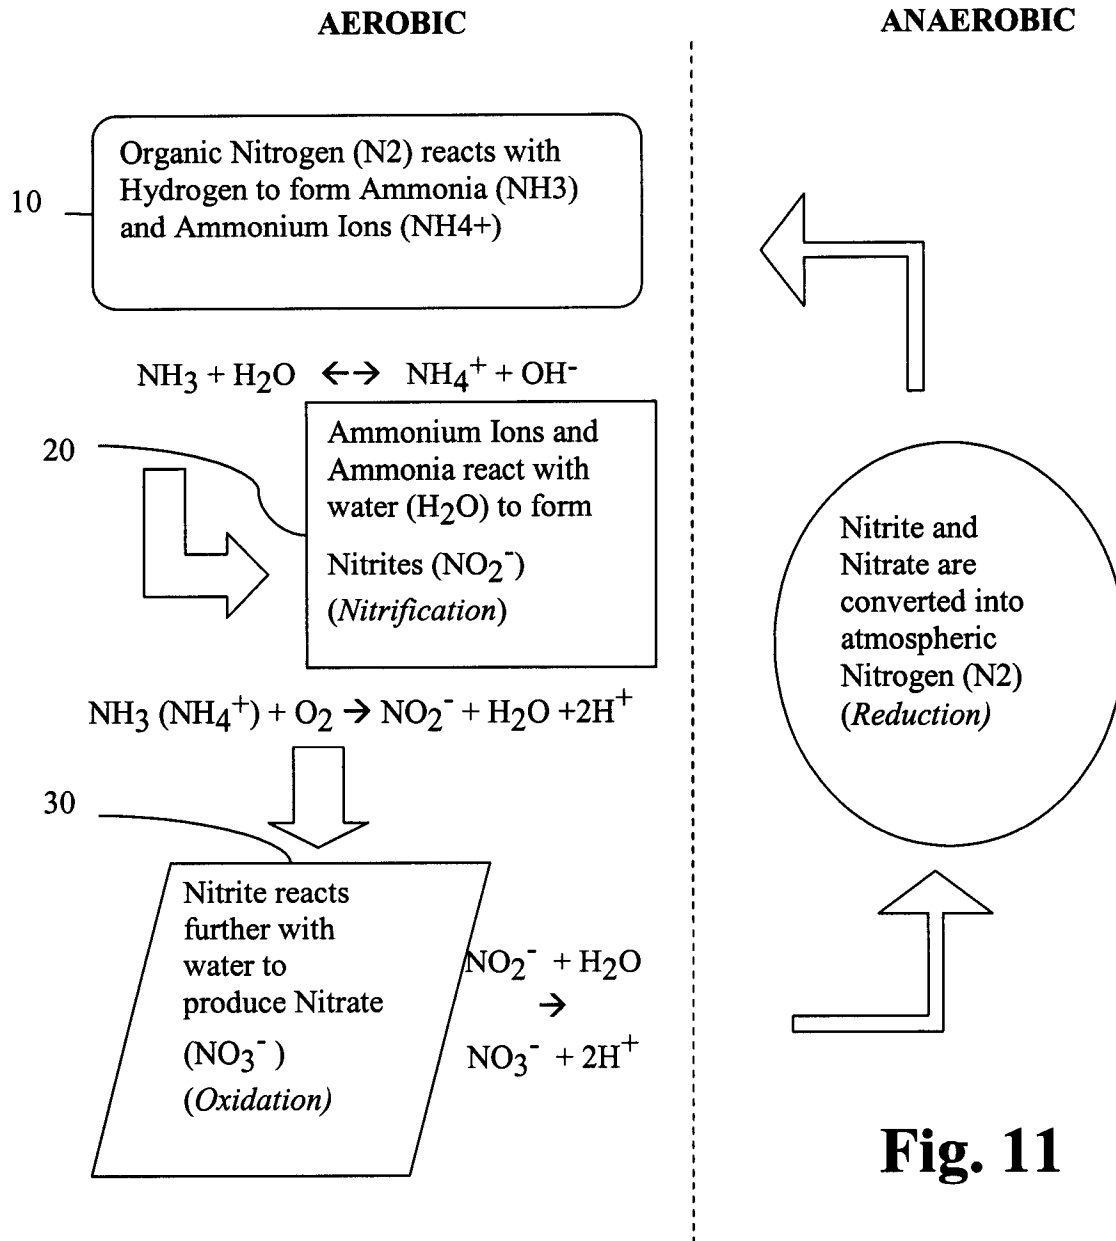 AEROBIC
ANAEROBIC
10
Organic Nitrogen (N2) reacts with
Hydrogen to form Ammonia (NH3)
and Ammonium Ions (NH4+)
NH₃ + H₂O ←→ NH₄⁺ + OH⁻
20
Ammonium Ions and
Ammonia react with
water (H₂O) to form
Nitrites (NO₂⁻)
(Nitrification)
NH₃ (NH₄⁺) + O₂ → NO₂⁻ + H₂O +2H⁺
30
Nitrite reacts
further with
water to
produce Nitrate
(NO₃⁻ )
(Oxidation)
NO₂⁻ + H₂O
→
NO₃⁻ + 2H⁺
Nitrite and
Nitrate are
converted into
atmospheric
Nitrogen (N2)
(Reduction)
Fig. 11